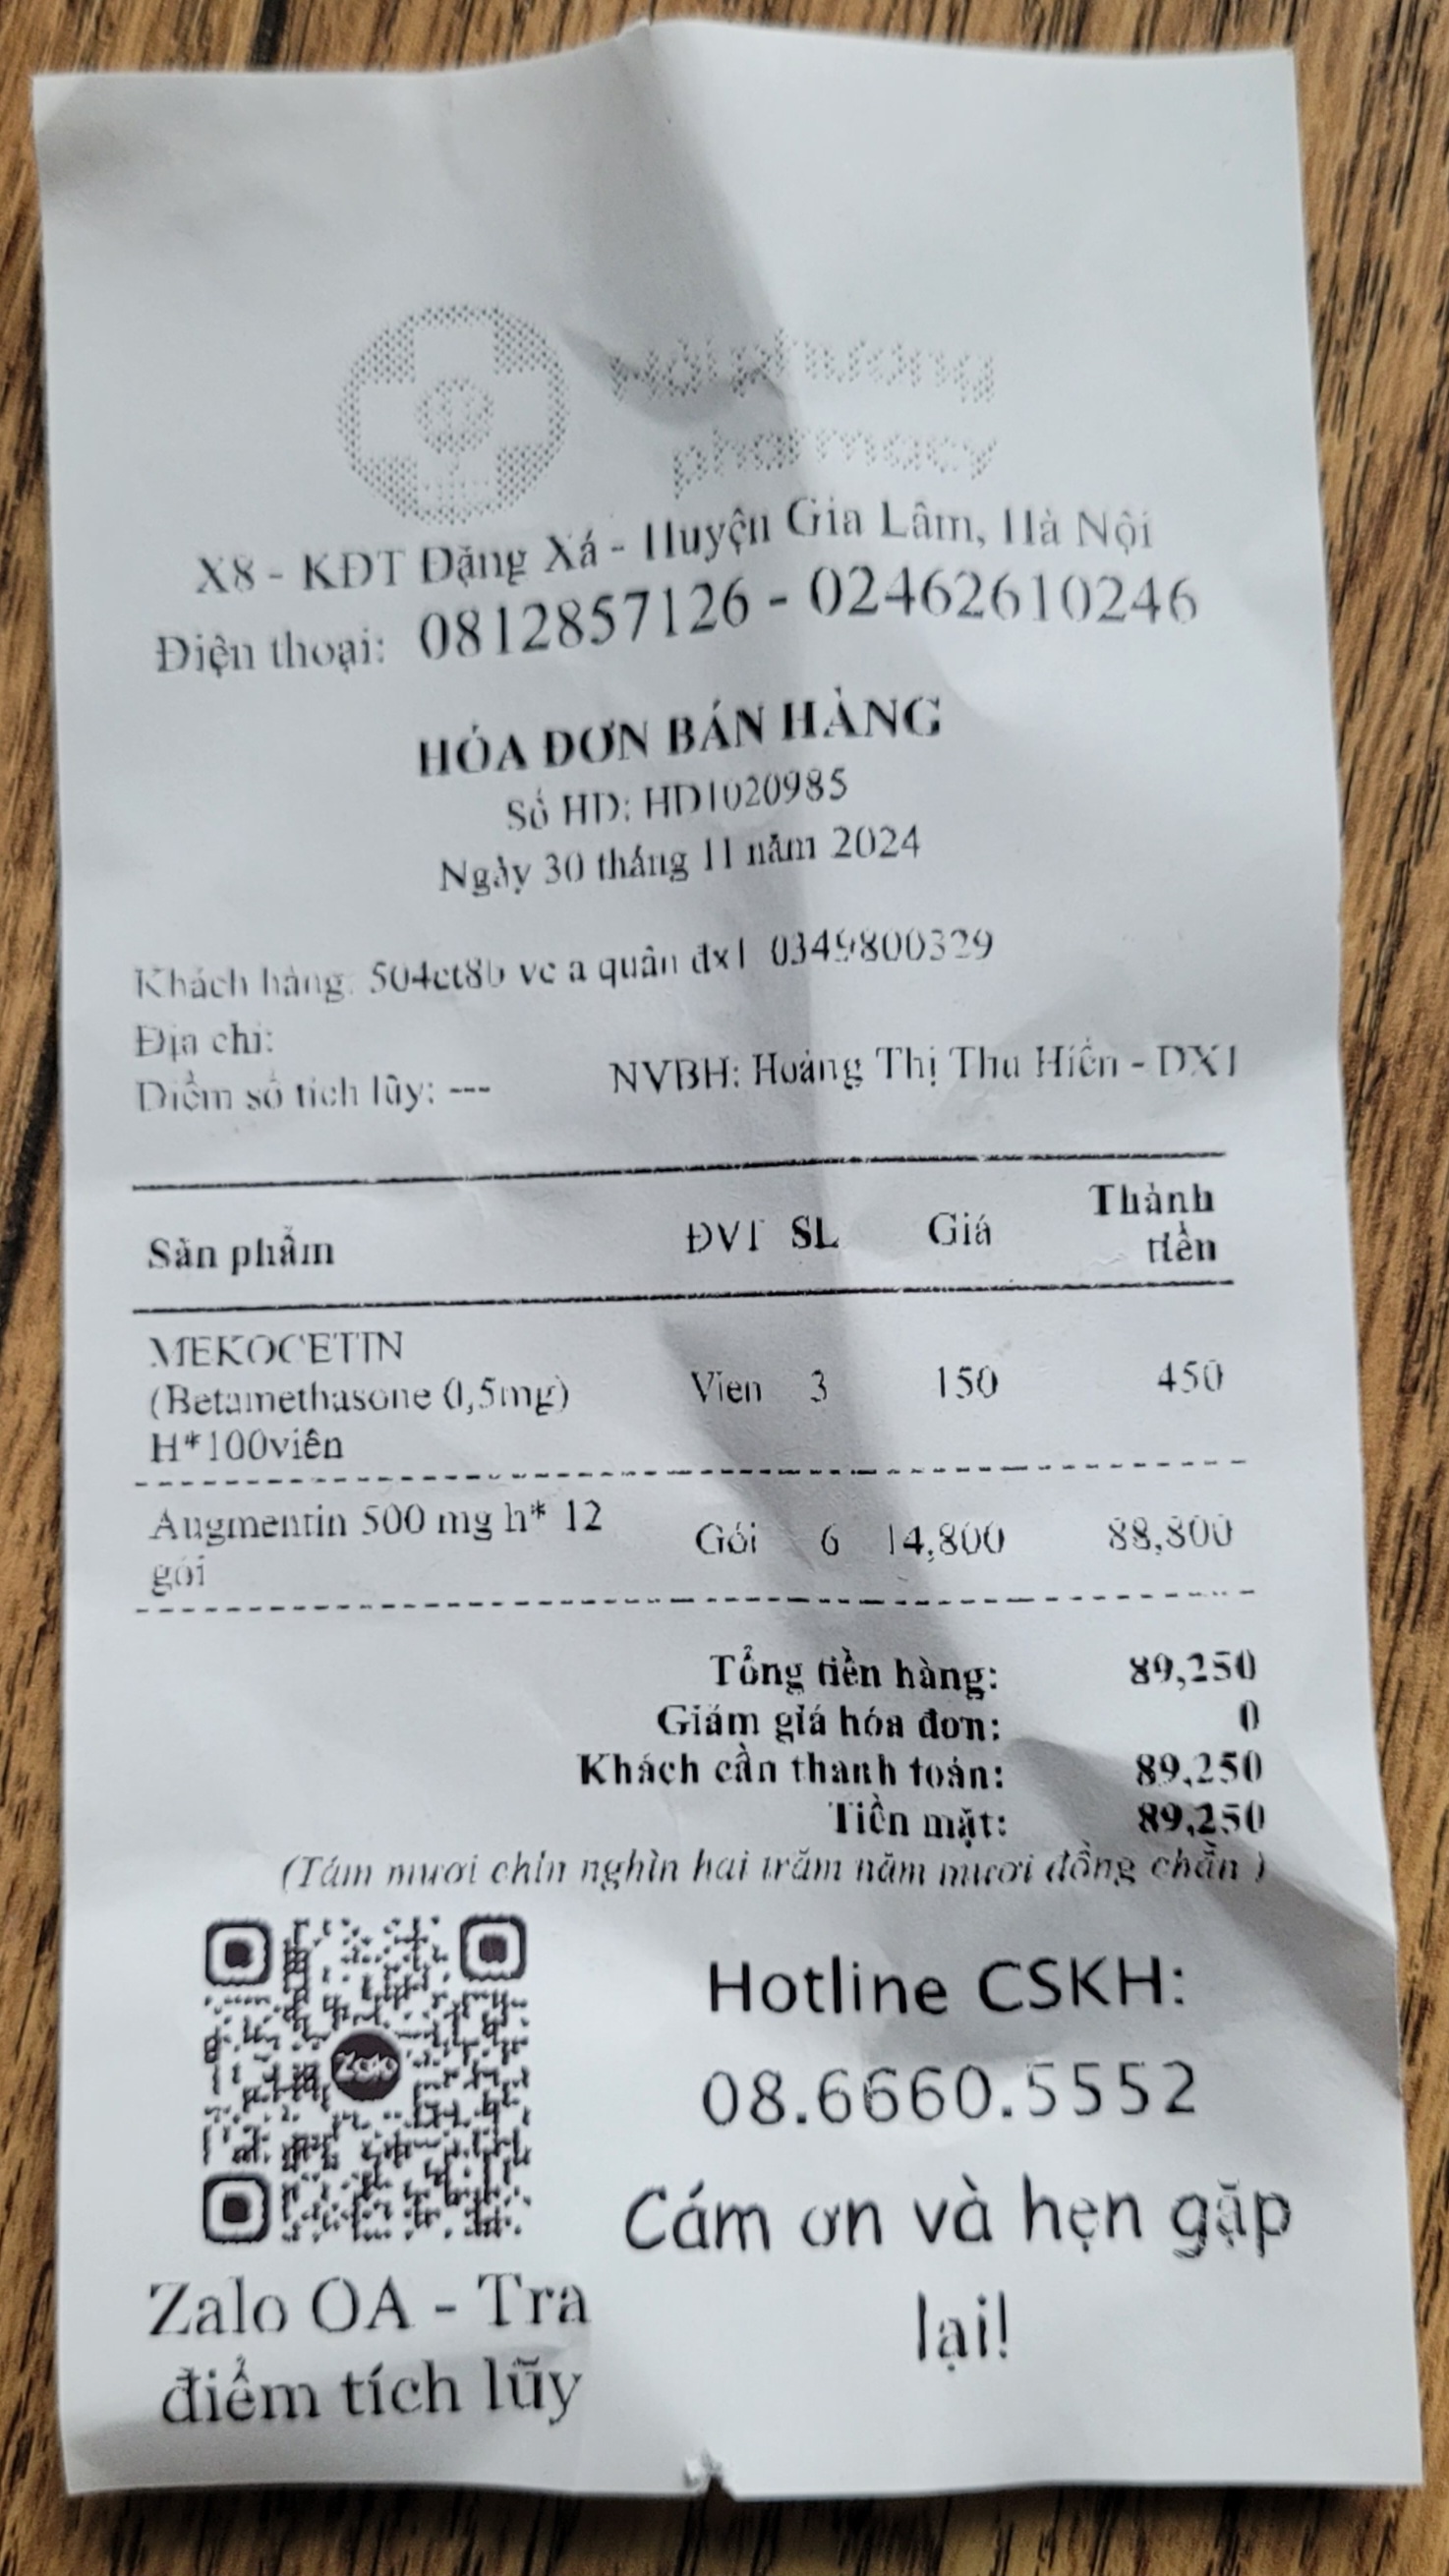 pharmacy
X8 - KĐT Đặng Xá - Huyện Gia Lâm, Hà Nội
Điện thoại: 0812857126 - 02462610246
HÓA ĐƠN BÁN HÀNG
Số HD: HD1020985
Ngày 30 tháng 11 năm 2024
Khách hàng: 504ct8b vc a quân đx1 0349800329
Địa chỉ:
Điểm số tích lũy: --- NVBH: Hoàng Thị Thu Hiền - DX1
Sản phẩm ĐVT SL Giá Thành tiền
MEKOCETIN
(Betamethasone 0,5mg) Vien 3 150 450
H*100viên
Augmentin 500 mg h* 12 Gói 6 14,800 88,800
gói
Tổng tiền hàng: 89,250
Giảm giá hóa đơn: 0
Khách cần thanh toán: 89,250
Tiền mặt: 89,250
(Tám mươi chín nghìn hai trăm năm mươi đồng chẵn )
Zalo
Hotline CSKH:
08.6660.5552
Cám ơn và hẹn gặp
lại!
Zalo OA - Tra
điểm tích lũy